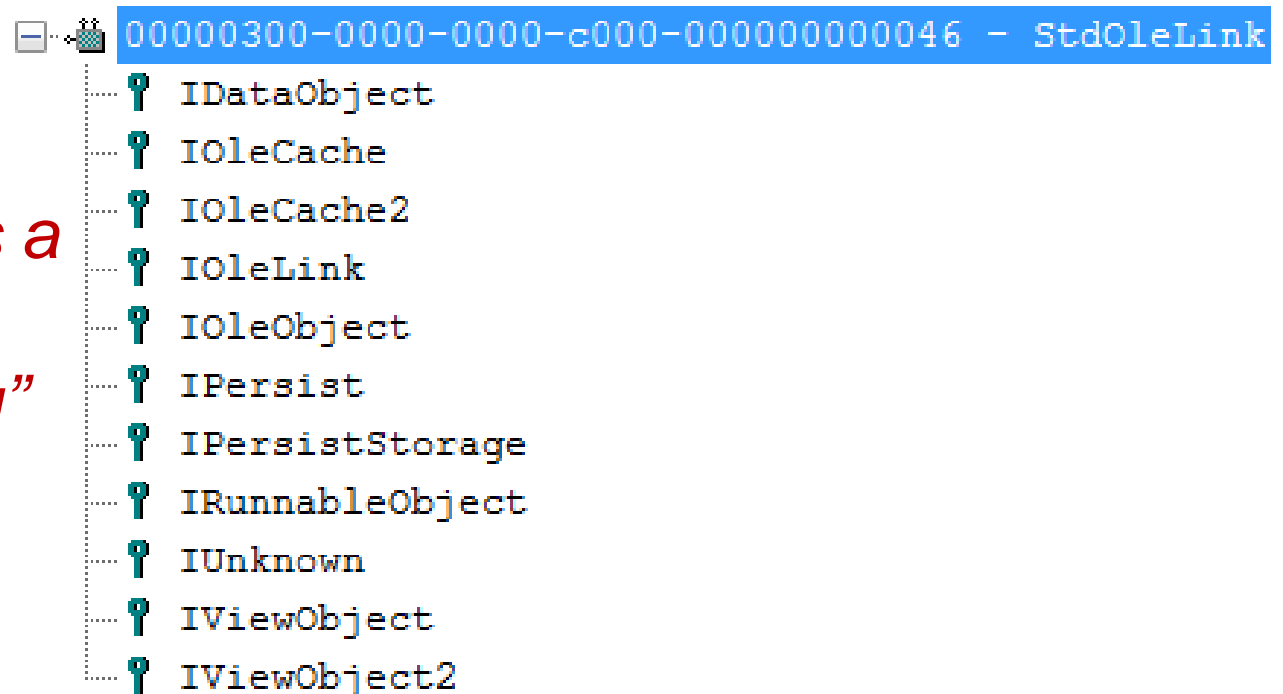 00000300-0000-0000-c000-000000000046 - StdOleLink
IDataObject
IOleCache
IOleCache2
s a
IOleLink
IOleObject
IPersist
”
IPersistStorage
IRunnableObject
IUnknown
IViewObject
IViewObject2